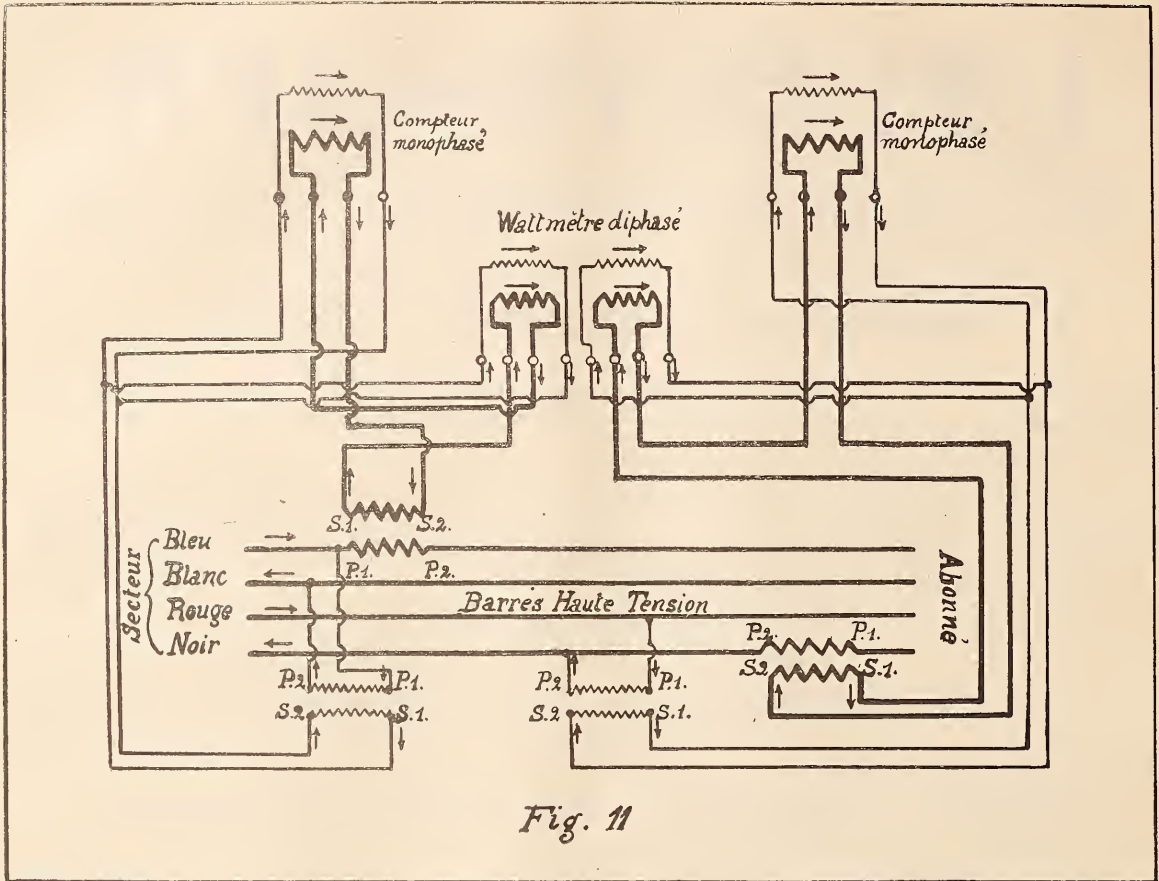 Compteur
monophasé
Compteur
monophasé
Wattmètre diphasé
S.1. S.2.
Secteur
Bleu
P.1. P.2.
Blanc
Rouge
Barres Haute Tension
Noir
P.2. P.1.
S.2 S.1.
Abonné
P.2 P.1.
S.2 S.1.
P.2 P.1.
S.2 S.1.
Fig. 11